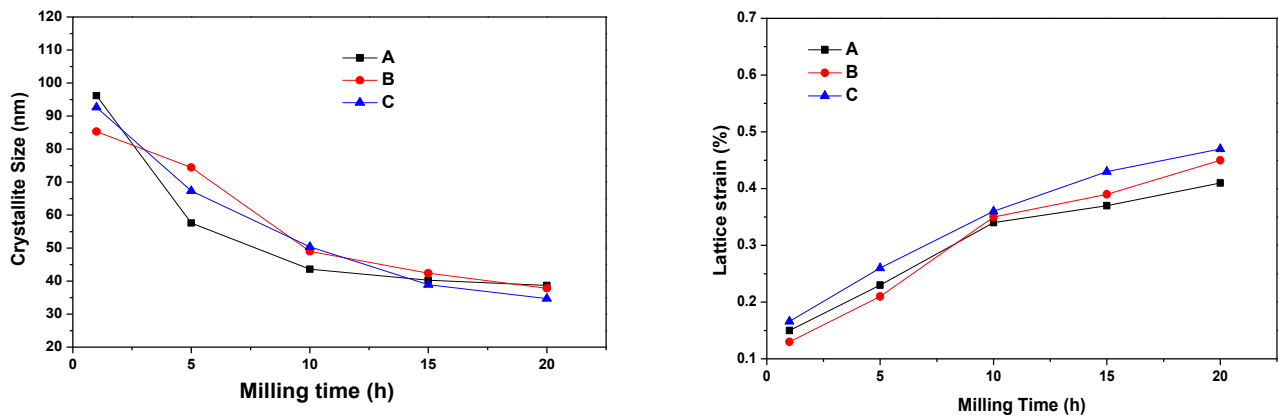 120
110
100
90
80
70
60
50
40
30
20
0
5
10
15
20
Crystallite Size (nm)
Milling time (h)
A
B
C
0.7
0.6
0.5
0.4
0.3
0.2
0.1
0
5
10
15
20
Lattice strain (%)
Milling Time (h)
A
B
C